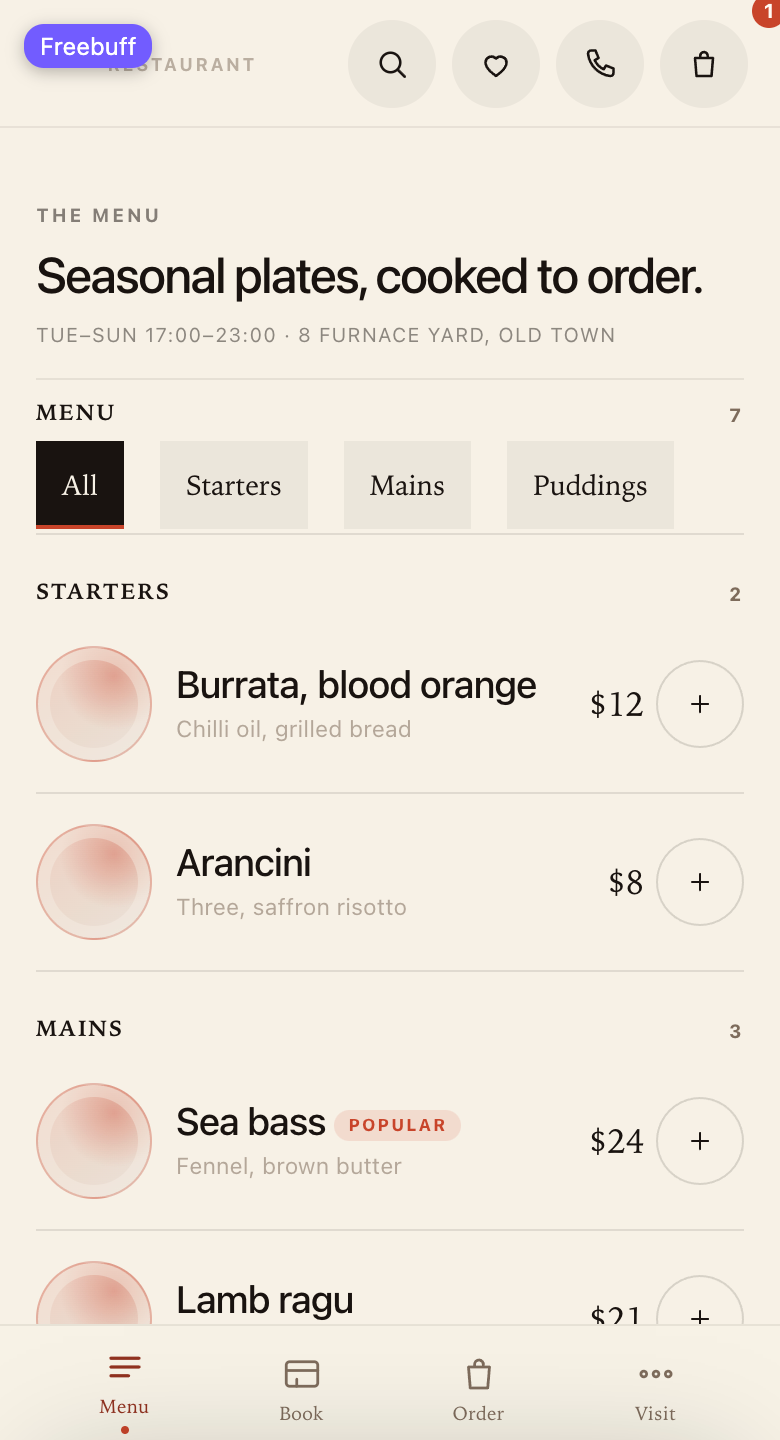 1
Freebuff
RESTAURANT
THE MENU
Seasonal plates, cooked to order.
TUE–SUN 17:00–23:00 · 8 FURNACE YARD, OLD TOWN
MENU 7
All Starters Mains Puddings
STARTERS 2
Burrata, blood orange
Chilli oil, grilled bread
$12 +
Arancini
Three, saffron risotto
$8 +
MAINS 3
Sea bass POPULAR
Fennel, brown butter
$24 +
Lamb ragu
$21 +
Menu Book Order Visit